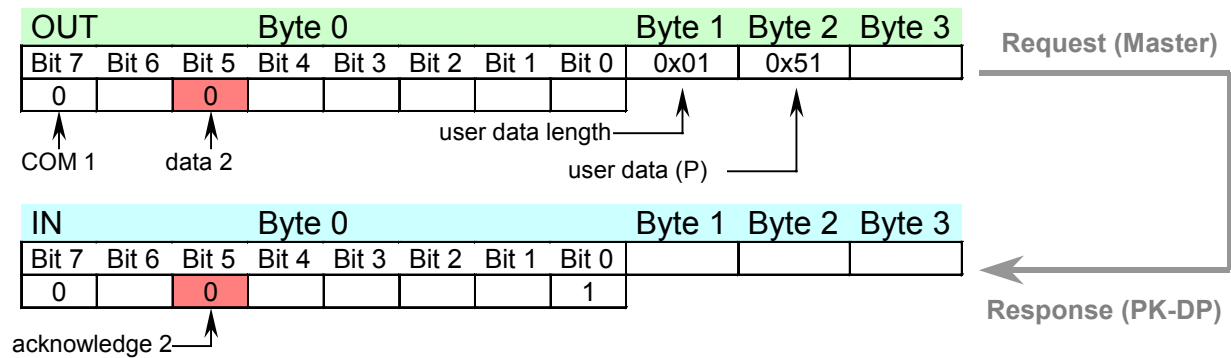 OUT Byte 0 Byte 1 Byte 2 Byte 3
Request (Master)
Bit 7 Bit 6 Bit 5 Bit 4 Bit 3 Bit 2 Bit 1 Bit 0 0x01 0x51
0 0
user data length
COM 1 data 2
user data (P)
IN Byte 0 Byte 1 Byte 2 Byte 3
Bit 7 Bit 6 Bit 5 Bit 4 Bit 3 Bit 2 Bit 1 Bit 0
0 0 1
Response (PK-DP)
acknowledge 2